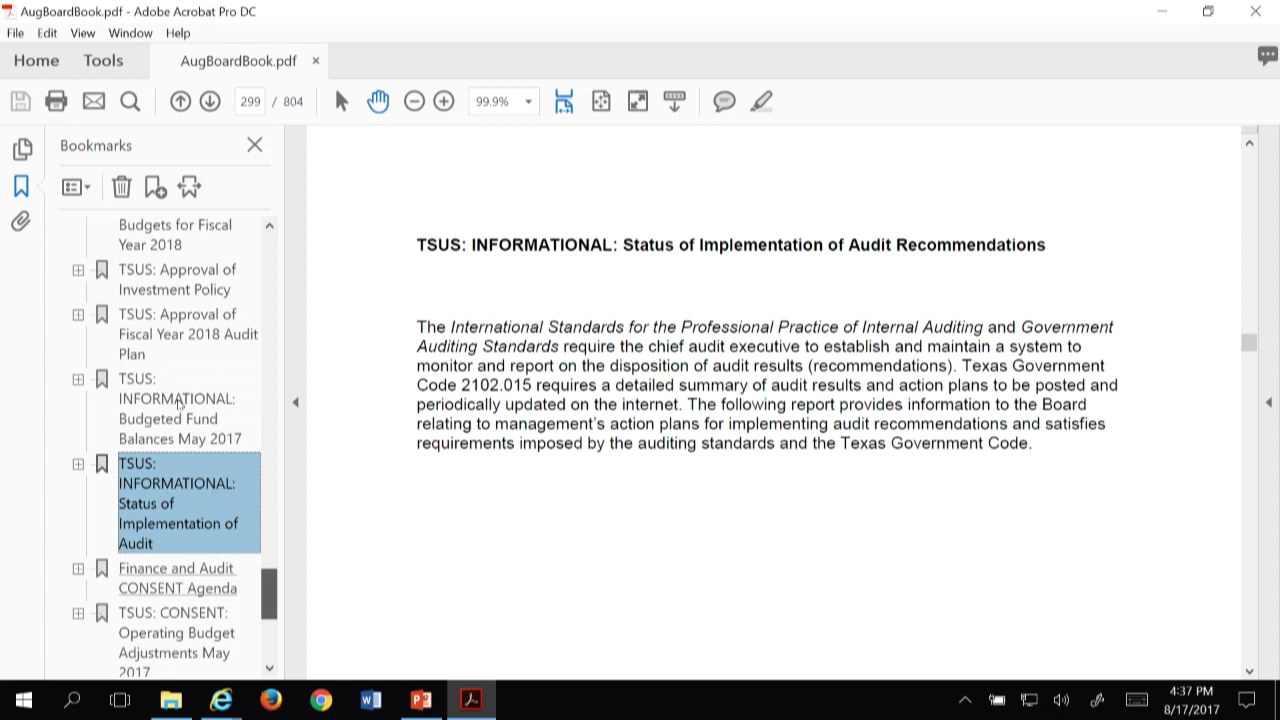 AugBoardBook.pdf - Adobe Acrobat Pro DC
File Edit View Window Help
Home Tools AugBoardBook.pdf ×
299 / 804 99.9%
Bookmarks
Budgets for Fiscal
Year 2018
TSUS: Approval of
Investment Policy
TSUS: Approval of
Fiscal Year 2018 Audit
Plan
TSUS:
INFORMATIONAL:
Budgeted Fund
Balances May 2017
TSUS:
INFORMATIONAL:
Status of
Implementation of
Audit
Finance and Audit
CONSENT Agenda
TSUS: CONSENT:
Operating Budget
Adjustments May
2017
TSUS: INFORMATIONAL: Status of Implementation of Audit Recommendations
The International Standards for the Professional Practice of Internal Auditing and Government
Auditing Standards require the chief audit executive to establish and maintain a system to
monitor and report on the disposition of audit results (recommendations). Texas Government
Code 2102.015 requires a detailed summary of audit results and action plans to be posted and
periodically updated on the internet. The following report provides information to the Board
relating to management's action plans for implementing audit recommendations and satisfies
requirements imposed by the auditing standards and the Texas Government Code.
4:37 PM
8/17/2017